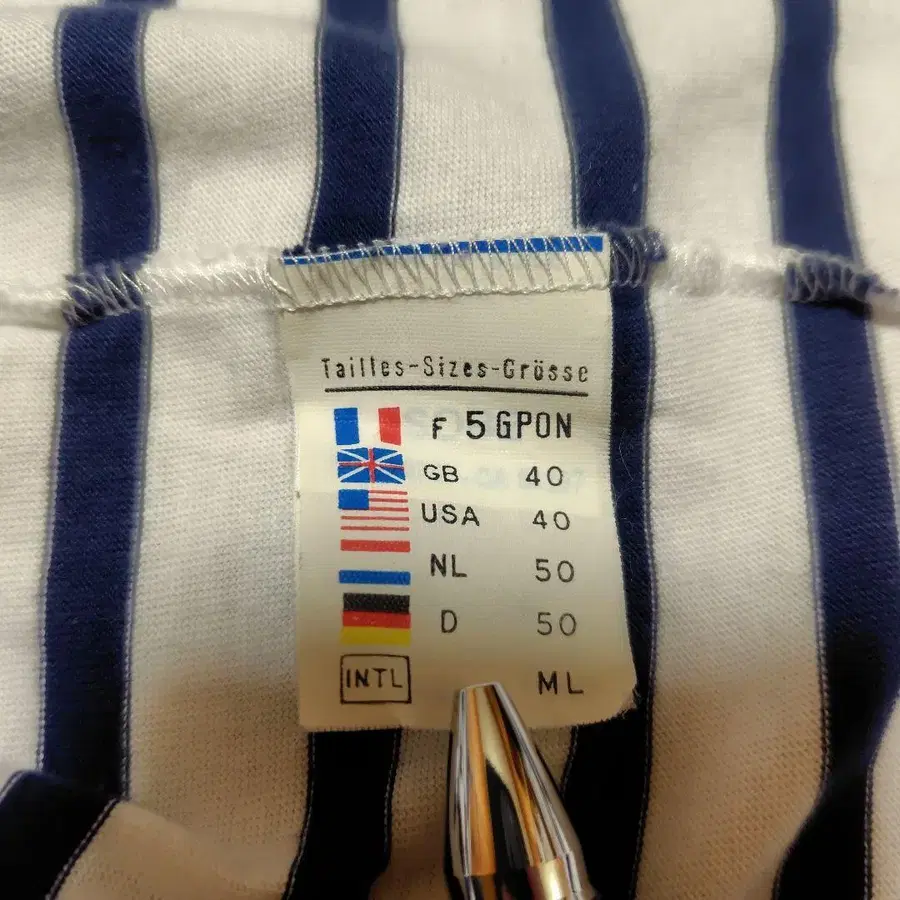 Tailles-Sizes-Grösse
F 5 GPON
GB 40
USA 40
NL 50
D 50
INTL ML